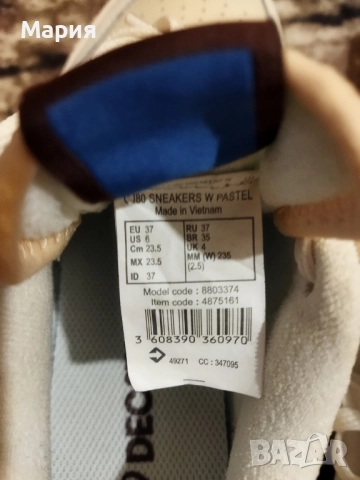 Мария
SNEAKERS W PASTEL
Made in Vietnam
EU 37 RU 37
US 6 BR 35
Cm 23.5 UK 4
MX 23.5 MM (W) 235
ID 37 (2.5)
Model code : 8803374
Item code : 4875161
3 608390 360970
49271 CC : 347095
DECA
BAZAR
bg